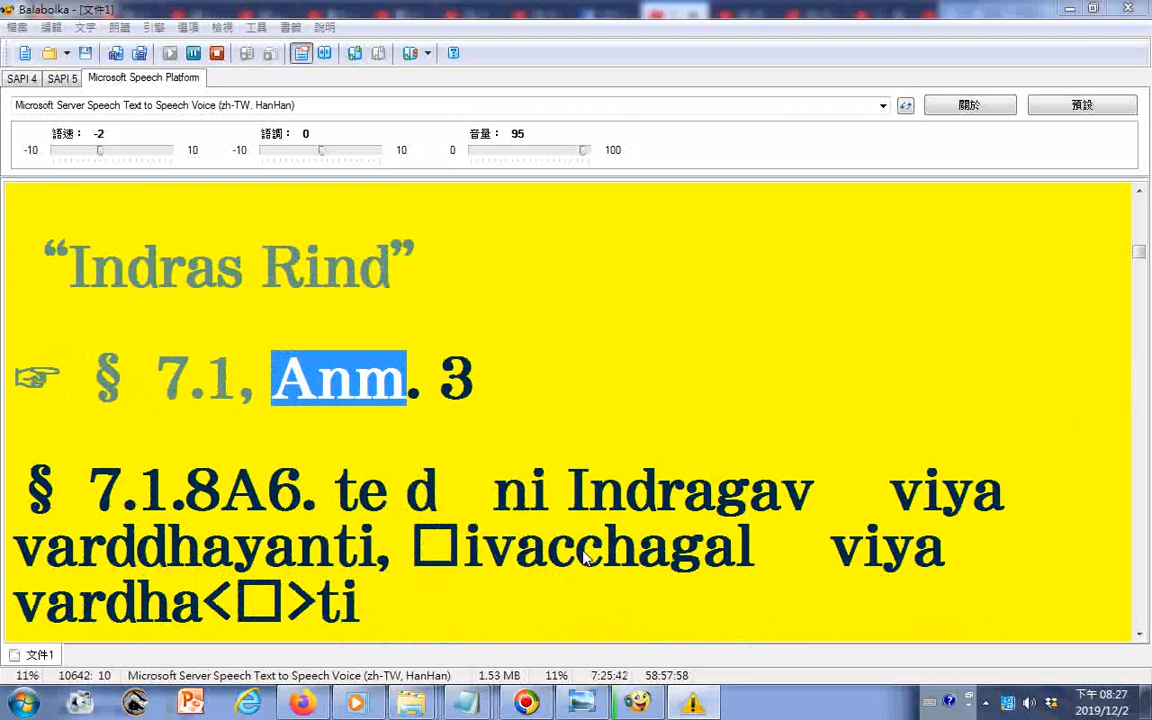 Balabolka - [文件1]
檔案 編輯 文字 朗讀 引擎 選項 檢視 工具 書籤 說明
SAPI 4 SAPI 5 Microsoft Speech Platform
Microsoft Server Speech Text to Speech Voice (zh-TW, HanHan) 關於 預設
語速： -2 語調： 0 音量： 95
-10 10 -10 10 0 100
“Indras Rind”
☞ § 7.1, Anm. 3
§ 7.1.8A6. te d ni Indragav viya
varddhayanti, □ivacchagal viya
vardha<□>ti
文件1
11% 10642: 10 Microsoft Server Speech Text to Speech Voice (zh-TW, HanHan) 1.53 MB 11% 7:25:42 58:57:58
下午 08:27
2019/12/2